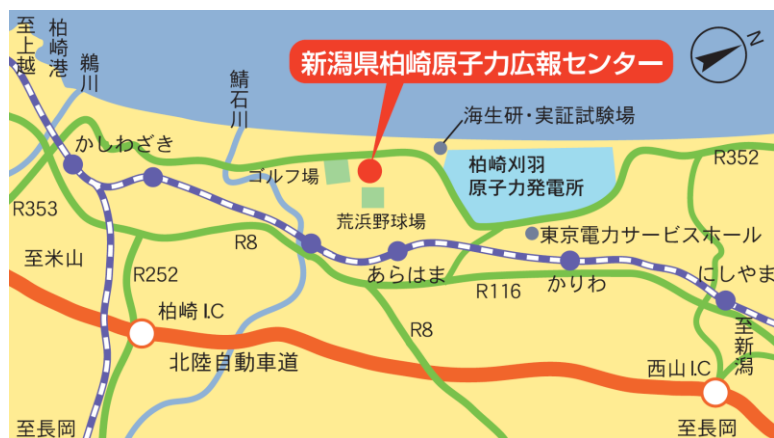 至上越
柏崎港
鵜川
鯖石川
新潟県柏崎原子力広報センター
N
海生研・実証試験場
かしわざき
ゴルフ場
柏崎刈羽
原子力発電所
R352
R353
荒浜野球場
東京電力サービスホール
R8
至米山
あらはま
かりわ
にしやま
R252
R116
柏崎I.C
R8
至新潟
北陸自動車道
西山I.C
至長岡
至長岡